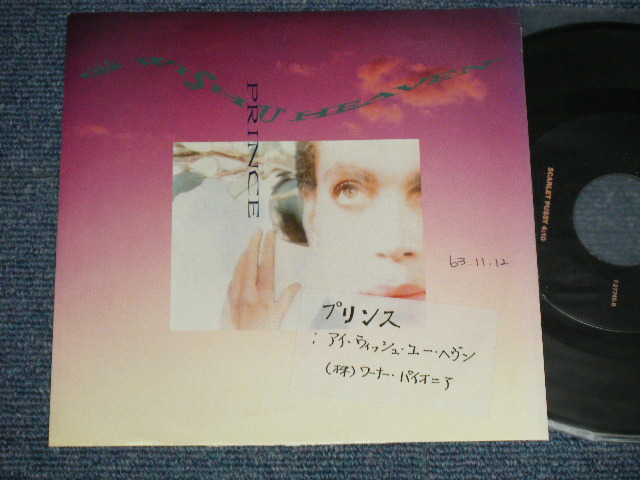 I WISH U HEAVEN
PRINCE
63.11.12
プリンス
: アイ・ウィッシュ・ユー・ヘヴン
(株) ワーナー・パイオニア
SCARLET PUSSY 4:10